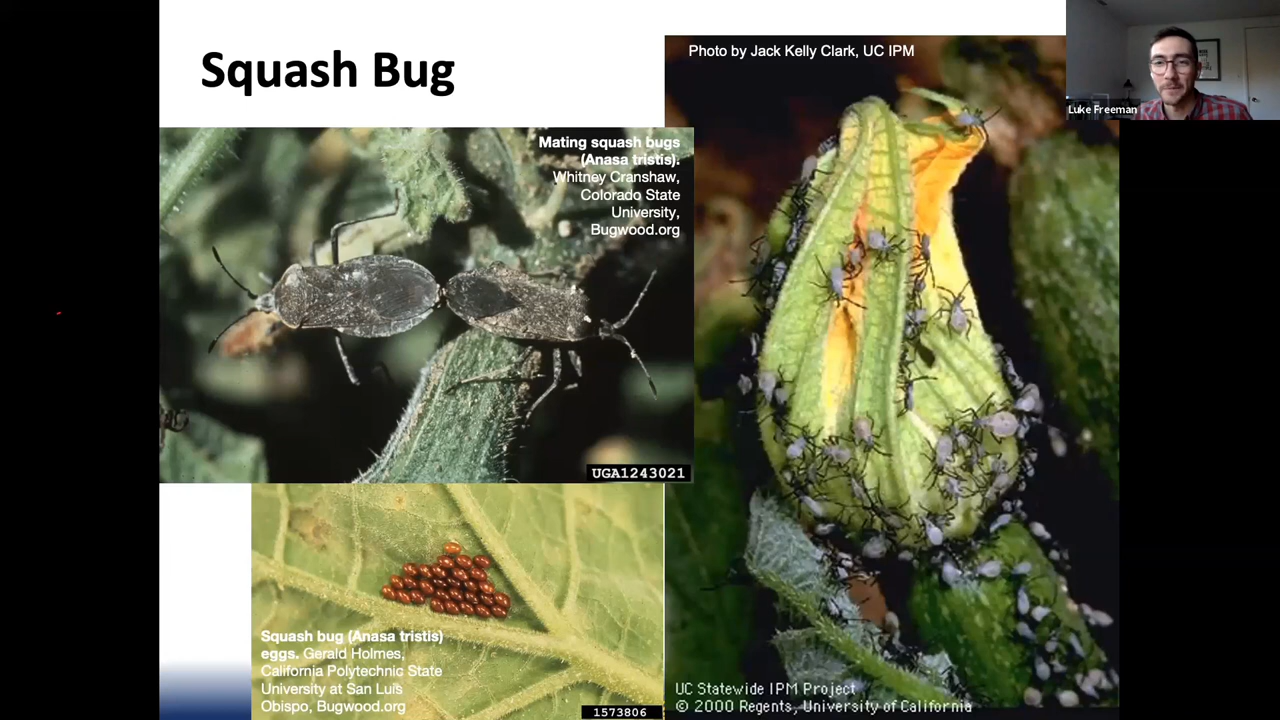 Squash Bug
Photo by Jack Kelly Clark, UC IPM
Luke Freeman
Mating squash bugs
(Anasa tristis).
Whitney Cranshaw,
Colorado State
University,
Bugwood.org
UGA1243021
Squash bug (Anasa tristis)
eggs. Gerald Holmes,
California Polytechnic State
University at San Luis
Obispo, Bugwood.org
1573806
UC Statewide IPM Project
© 2000 Regents, University of California